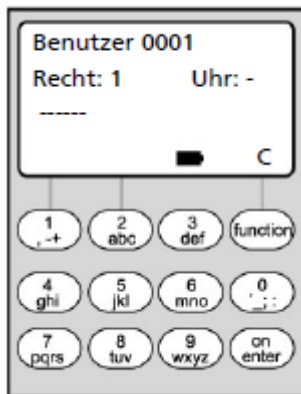 Benutzer 0001
Recht: 1 Uhr: -
------
C
1 2 3 function
, -+ abc def
4 5 6 0
ghi jkl mno '_; :
7 8 9 on
pqrs tuv wxyz enter